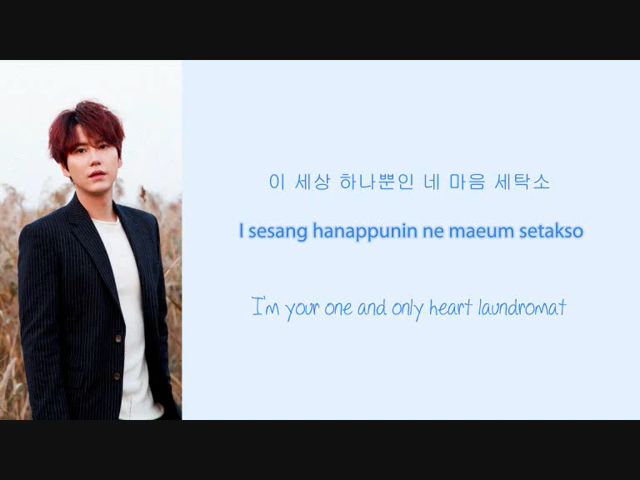 이 세상 하나뿐인 네 마음 세탁소
I sesang hanappunin ne maeum setakso
I'm your one and only heart laundromat